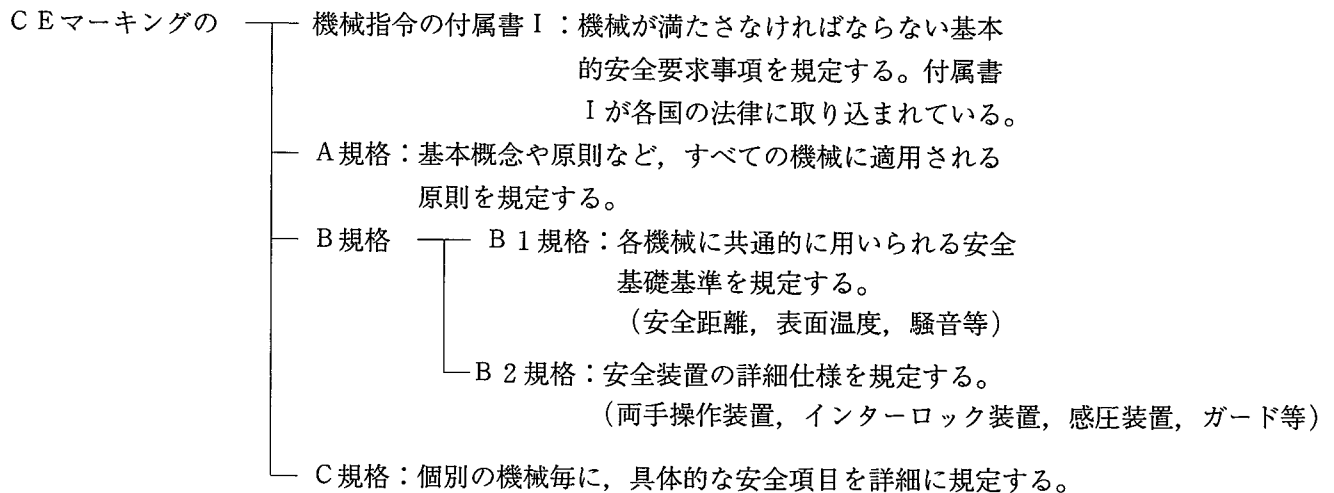 CEマーキングの 機械指令の付属書Ⅰ：機械が満たさなければならない基本
的安全要求事項を規定する。付属書
Ⅰが各国の法律に取り込まれている。
A規格：基本概念や原則など，すべての機械に適用される
原則を規定する。
B規格 B1規格：各機械に共通的に用いられる安全
基礎基準を規定する。
（安全距離，表面温度，騒音等）
B2規格：安全装置の詳細仕様を規定する。
（両手操作装置，インターロック装置，感圧装置，ガード等）
C規格：個別の機械毎に，具体的な安全項目を詳細に規定する。